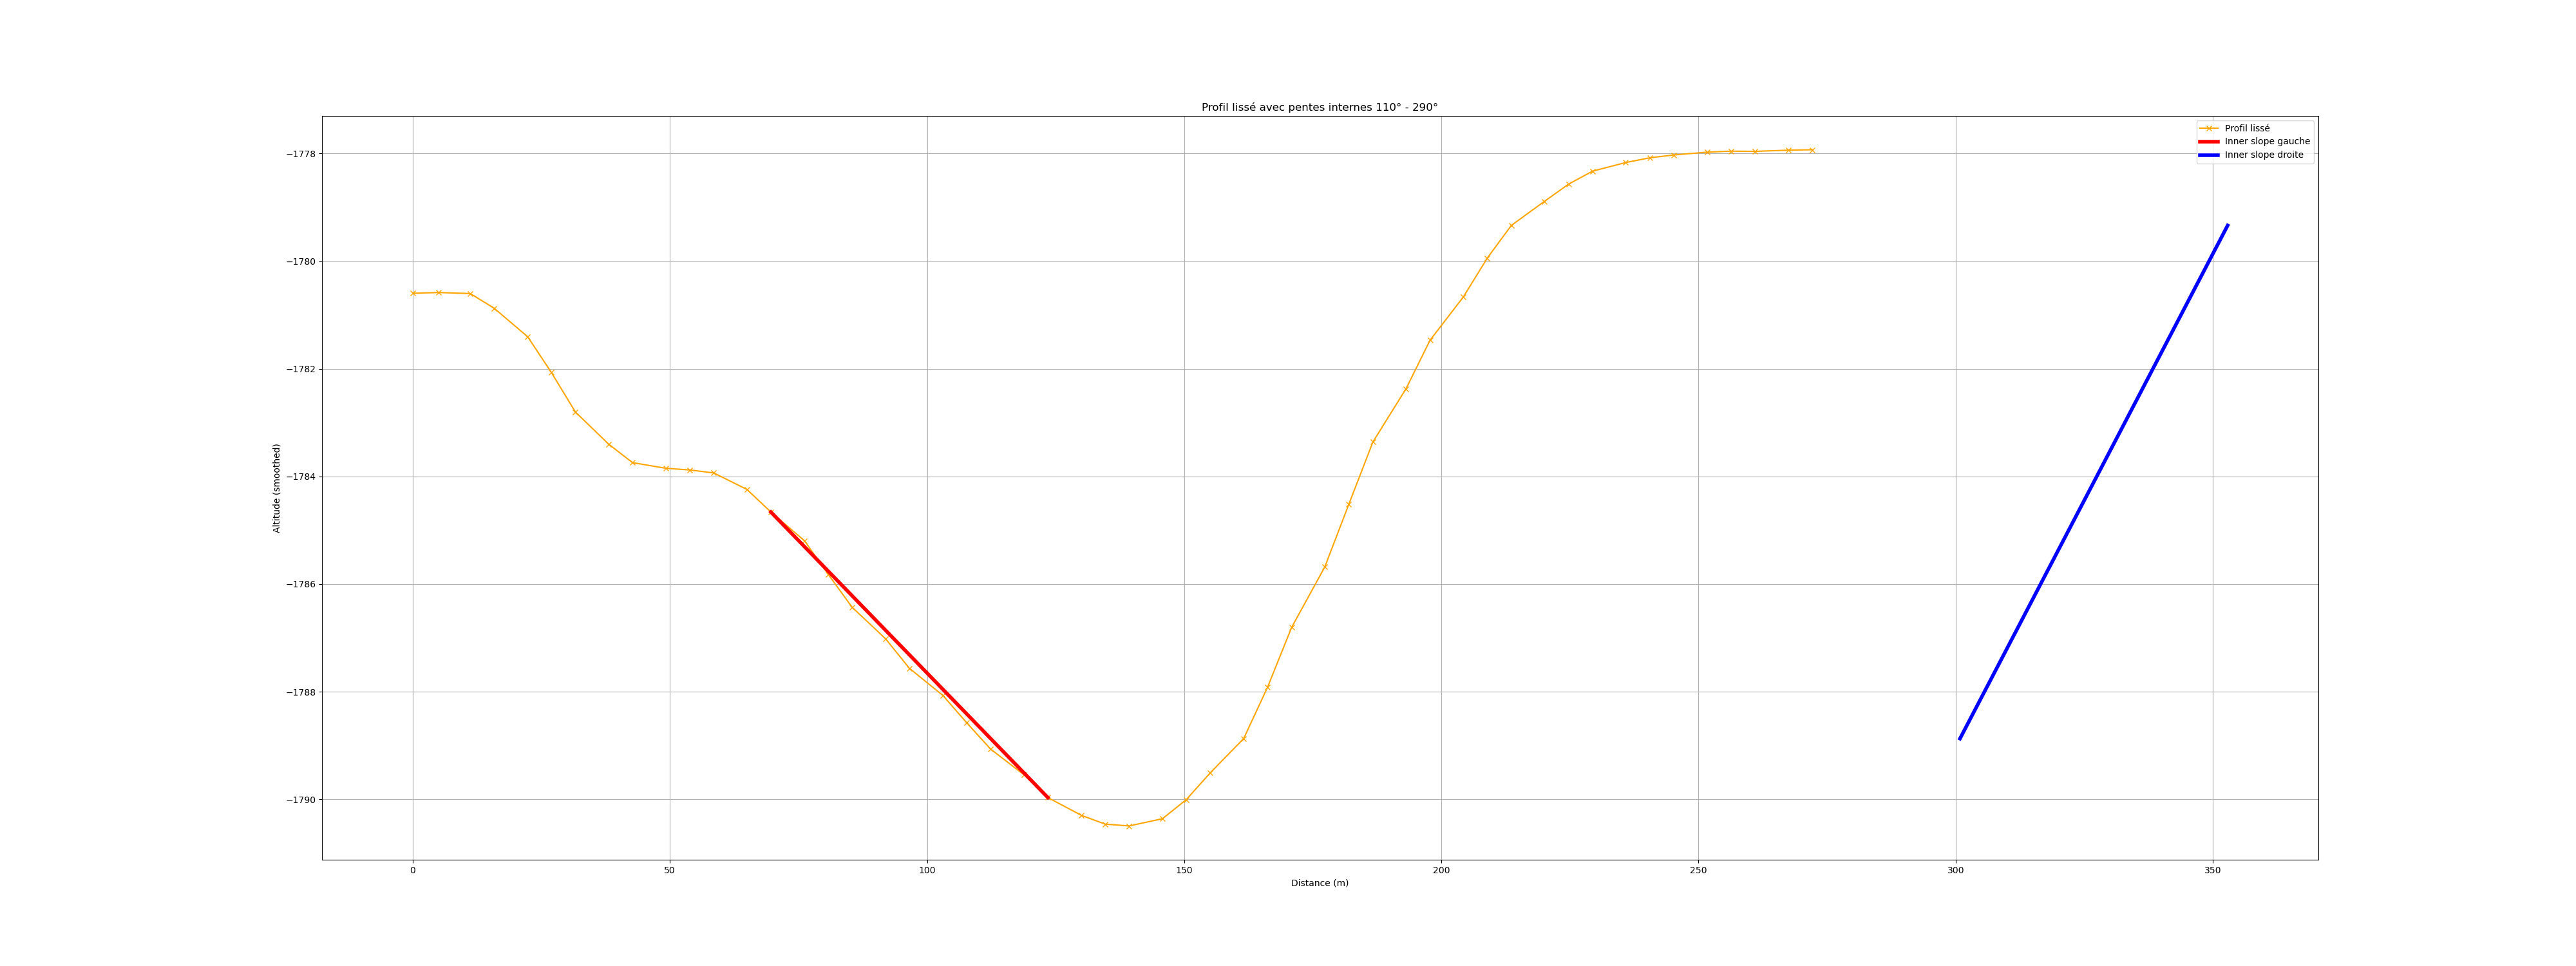 Profil lissé avec pentes internes 110° - 290°
Profil lissé
Inner slope gauche
Inner slope droite
−1778
−1780
−1782
−1784
−1786
−1788
−1790
Altitude (smoothed)
0 50 100 150 200 250 300 350
Distance (m)